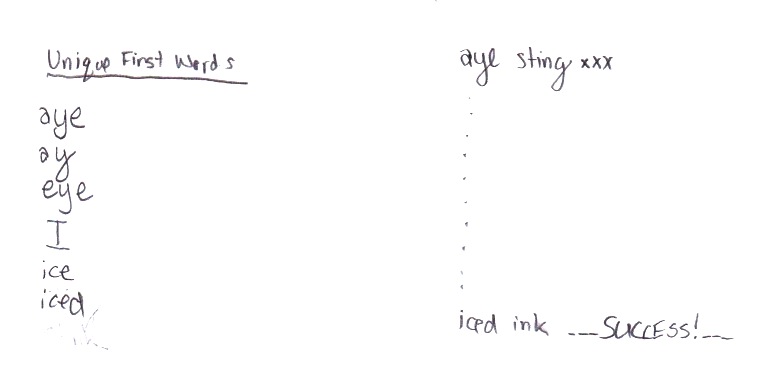 Unique First Words
aye
ay
eye
I
ice
iced
aye sting xxx
iced ink ---SUCCESS!---